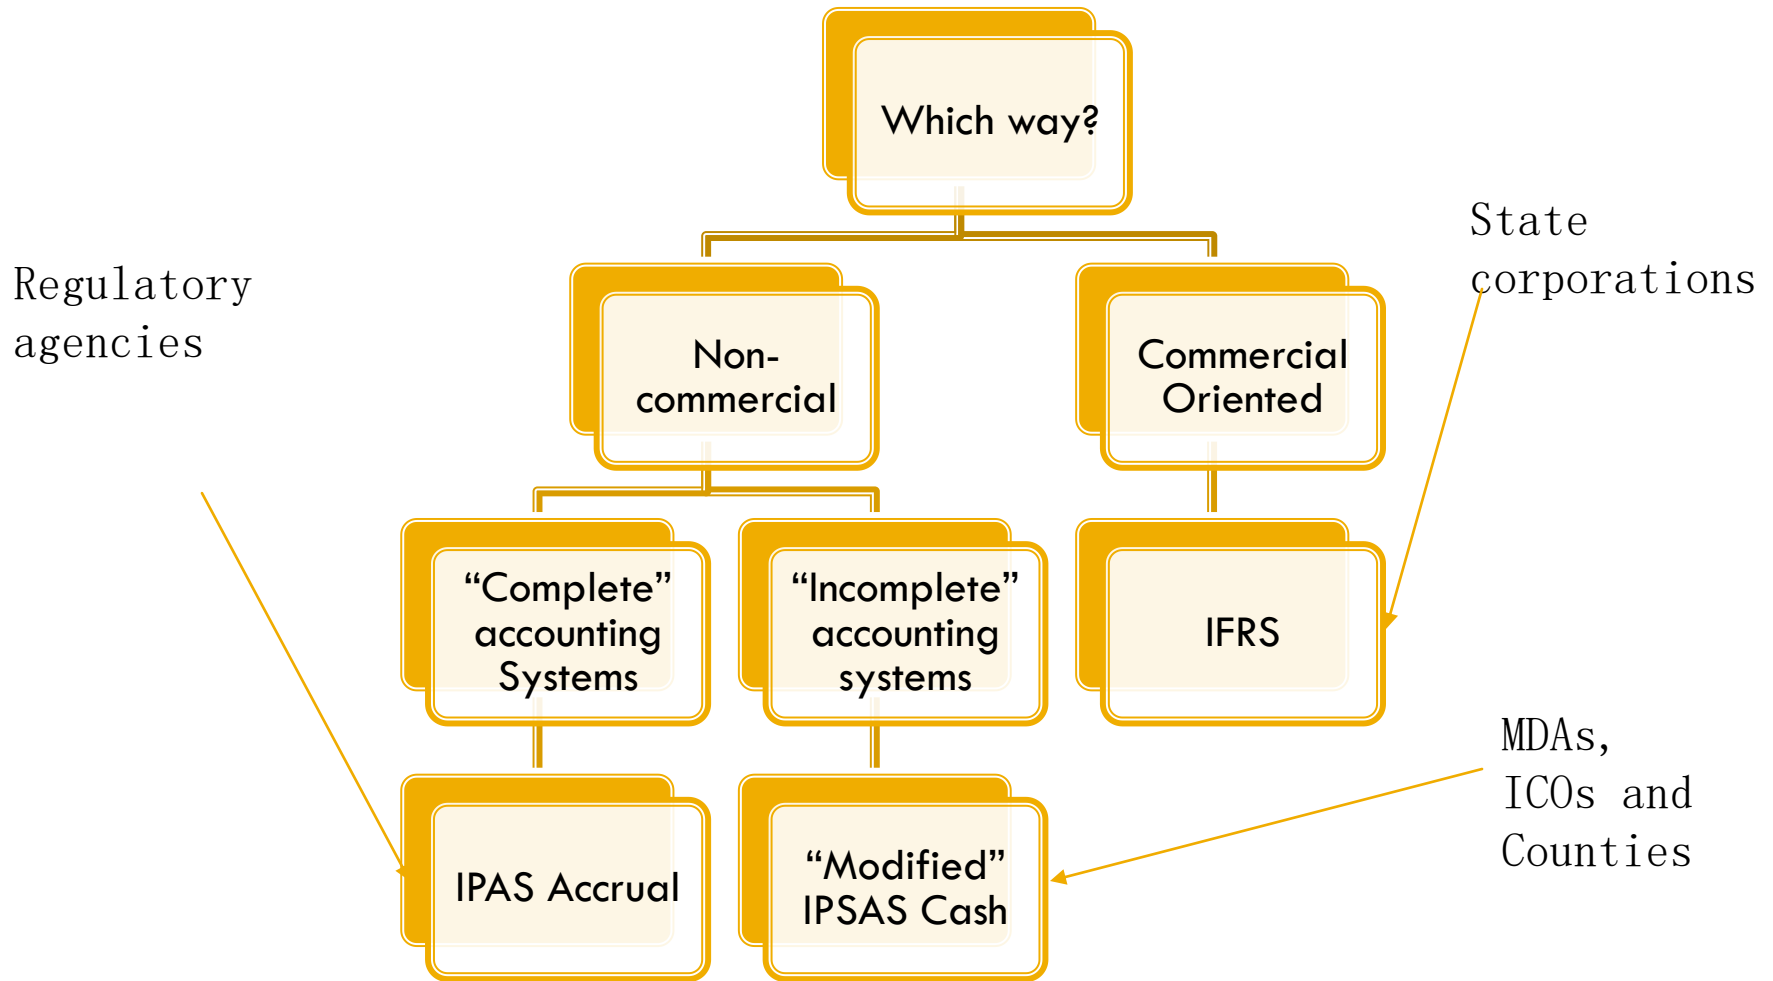 Which way?
State
corporations
Regulatory
agencies
Non-
commercial
Commercial
Oriented
“Complete”
accounting
Systems
“Incomplete”
accounting
systems
IFRS
MDAs,
ICOs and
Counties
IPAS Accrual
“Modified”
IPSAS Cash